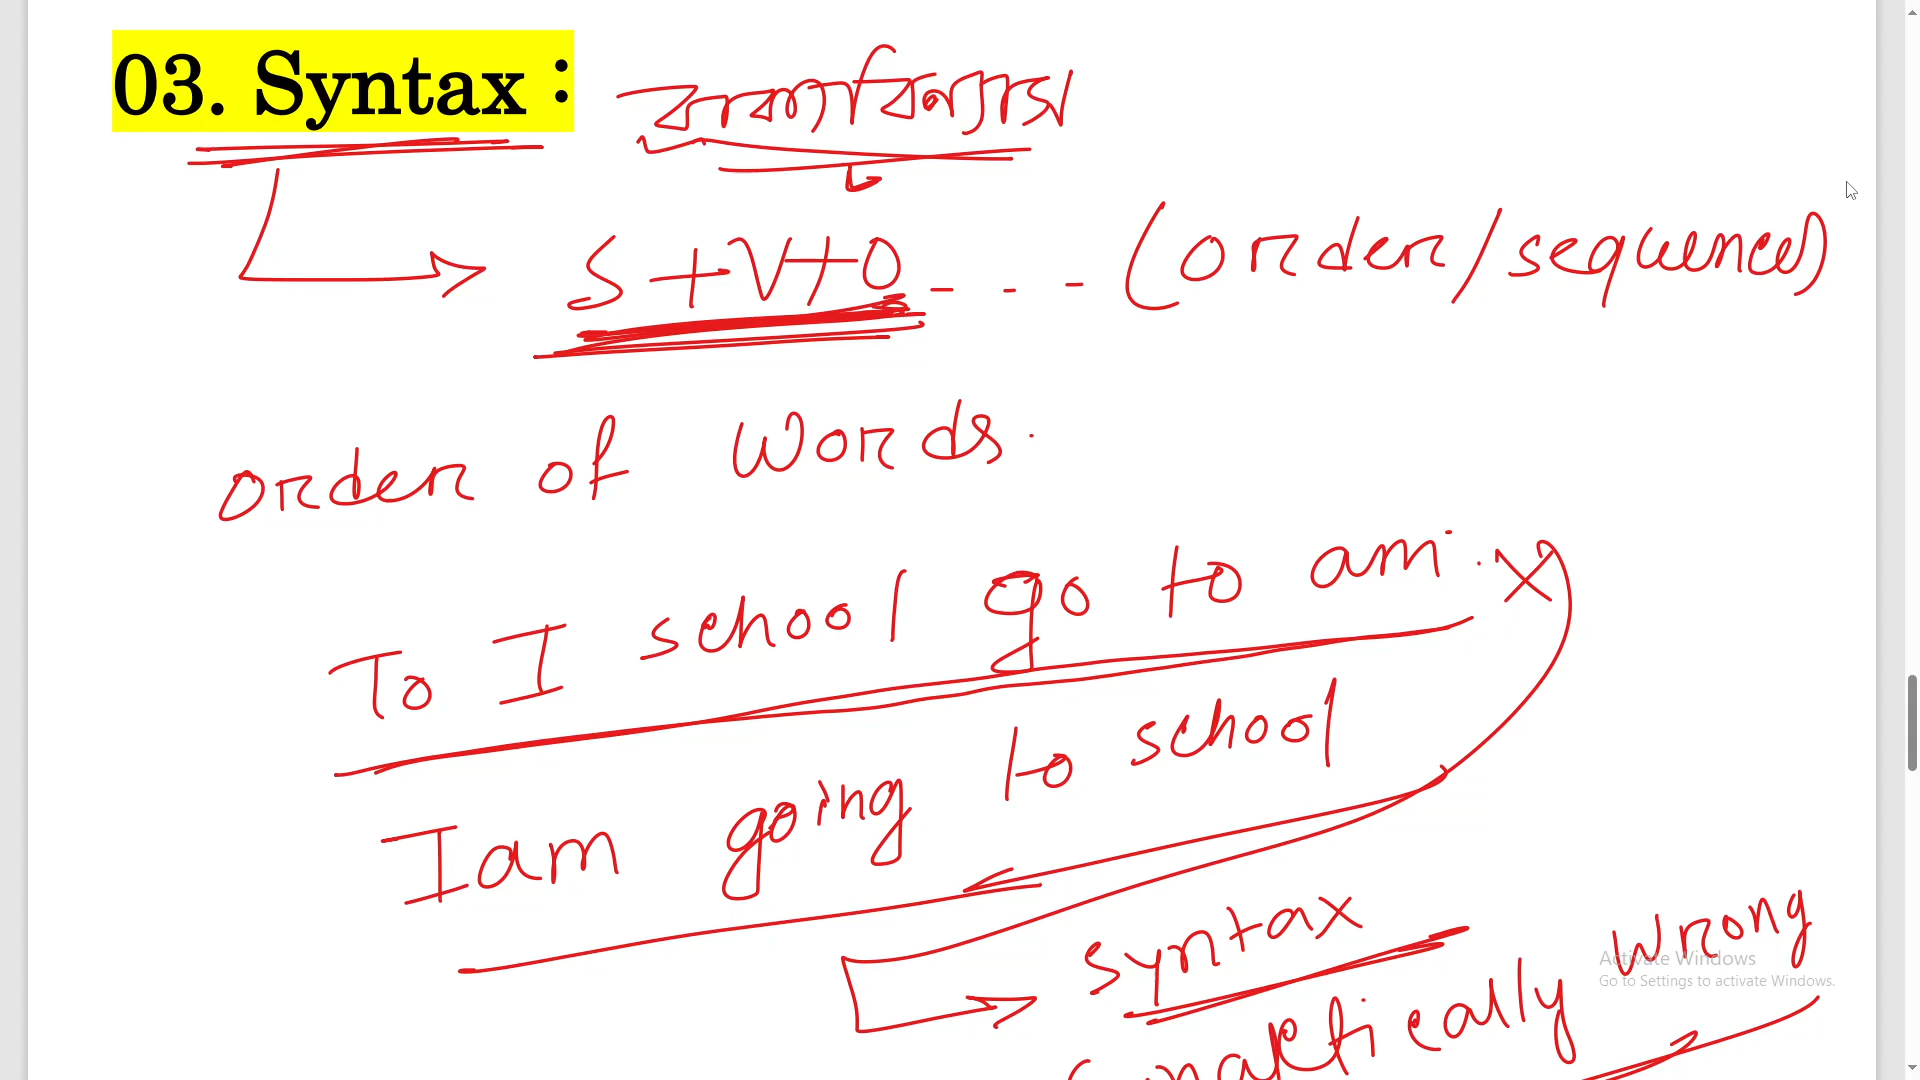 03. Syntax :
S+V+O - - - (order/sequence)
order of words.
To I school go to am. X
I am going to school
Syntax
wrong
Activate Windows
Go to Settings to activate Windows.